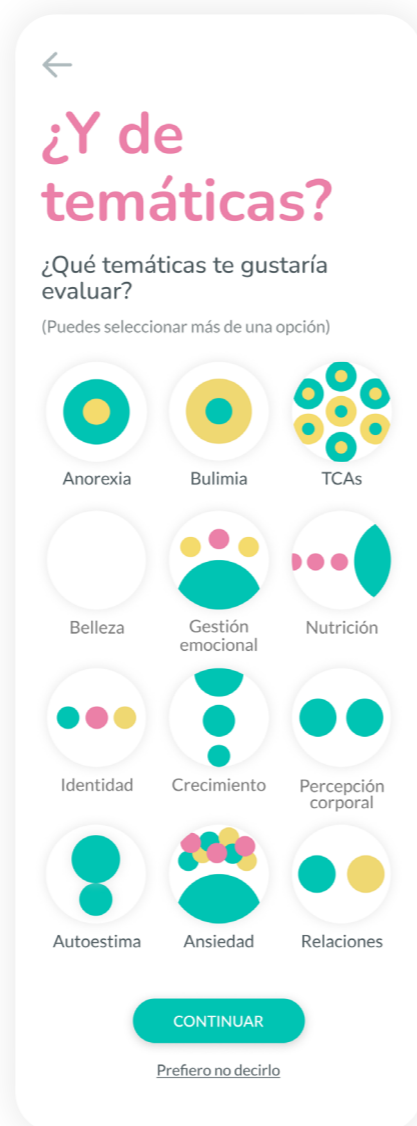 ¿Y de
temáticas?
¿Qué temáticas te gustaría
evaluar?
(Puedes seleccionar más de una opción)
Anorexia
Bulimia
TCAs
Belleza
Gestión
emocional
Nutrición
Identidad
Crecimiento
Percepción
corporal
Autoestima
Ansiedad
Relaciones
CONTINUAR
Prefiero no decirlo